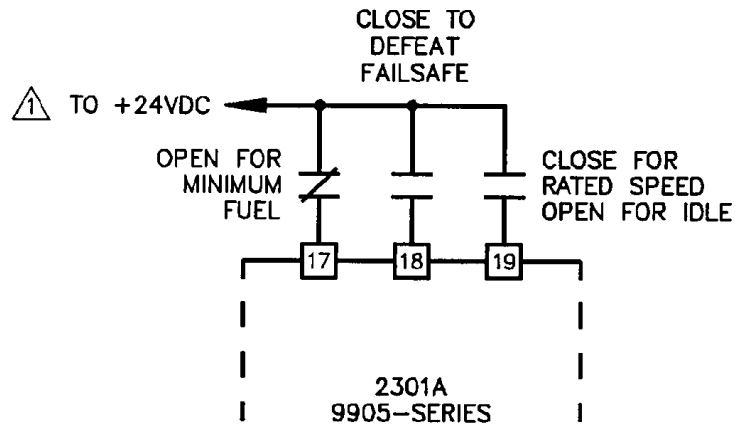 CLOSE TO
DEFEAT
FAILSAFE
1 TO +24VDC
OPEN FOR
MINIMUM
FUEL
CLOSE FOR
RATED SPEED
OPEN FOR IDLE
17 18 19
2301A
9905-SERIES